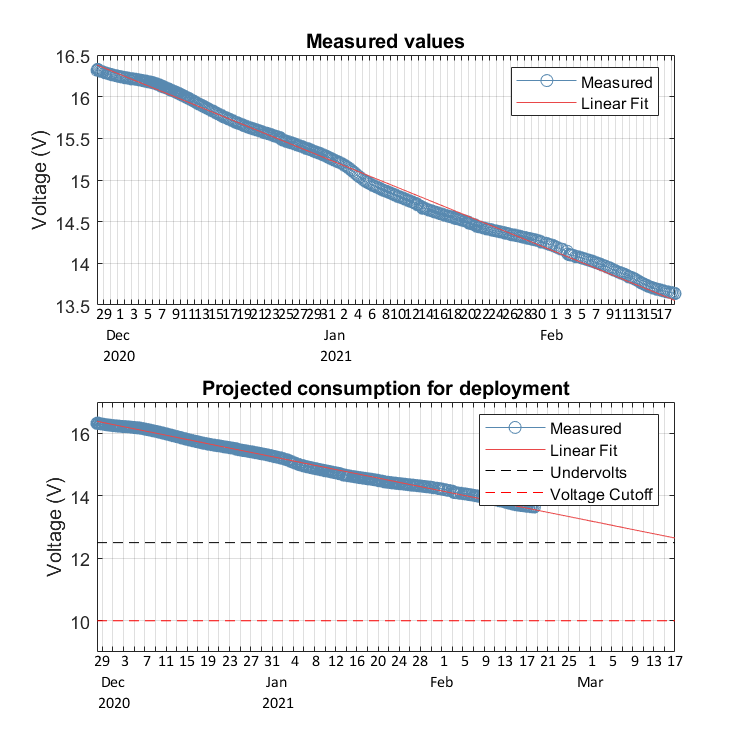 Measured values
Voltage (V)
16.5
16
15.5
15
14.5
14
13.5
Measured
Linear Fit
29 1 3 5 7 9 11 13 15 17 19 21 23 25 27 29 31 2 4 6 8 10 12 14 16 18 20 22 24 26 28 30 1 3 5 7 9 11 13 15 17
Dec Jan Feb
2020 2021
Projected consumption for deployment
Voltage (V)
16
14
12
10
Measured
Linear Fit
Undervolts
Voltage Cutoff
29 3 7 11 15 19 23 27 31 4 8 12 16 20 24 28 1 5 9 13 17 21 25 1 5 9 13 17
Dec Jan Feb Mar
2020 2021